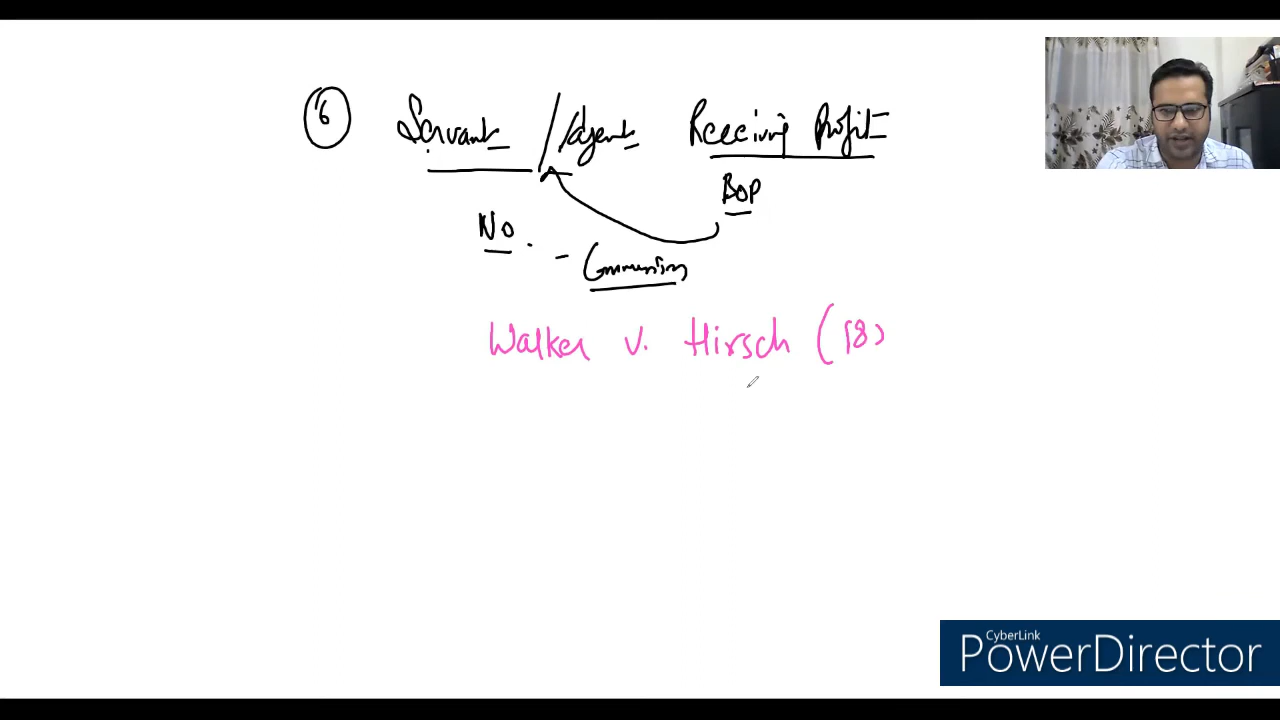 6 Servant / Agent Receiving Profit
BOP
No. - Commission
Walker v. Hirsch (18)
CyberLink
PowerDirector